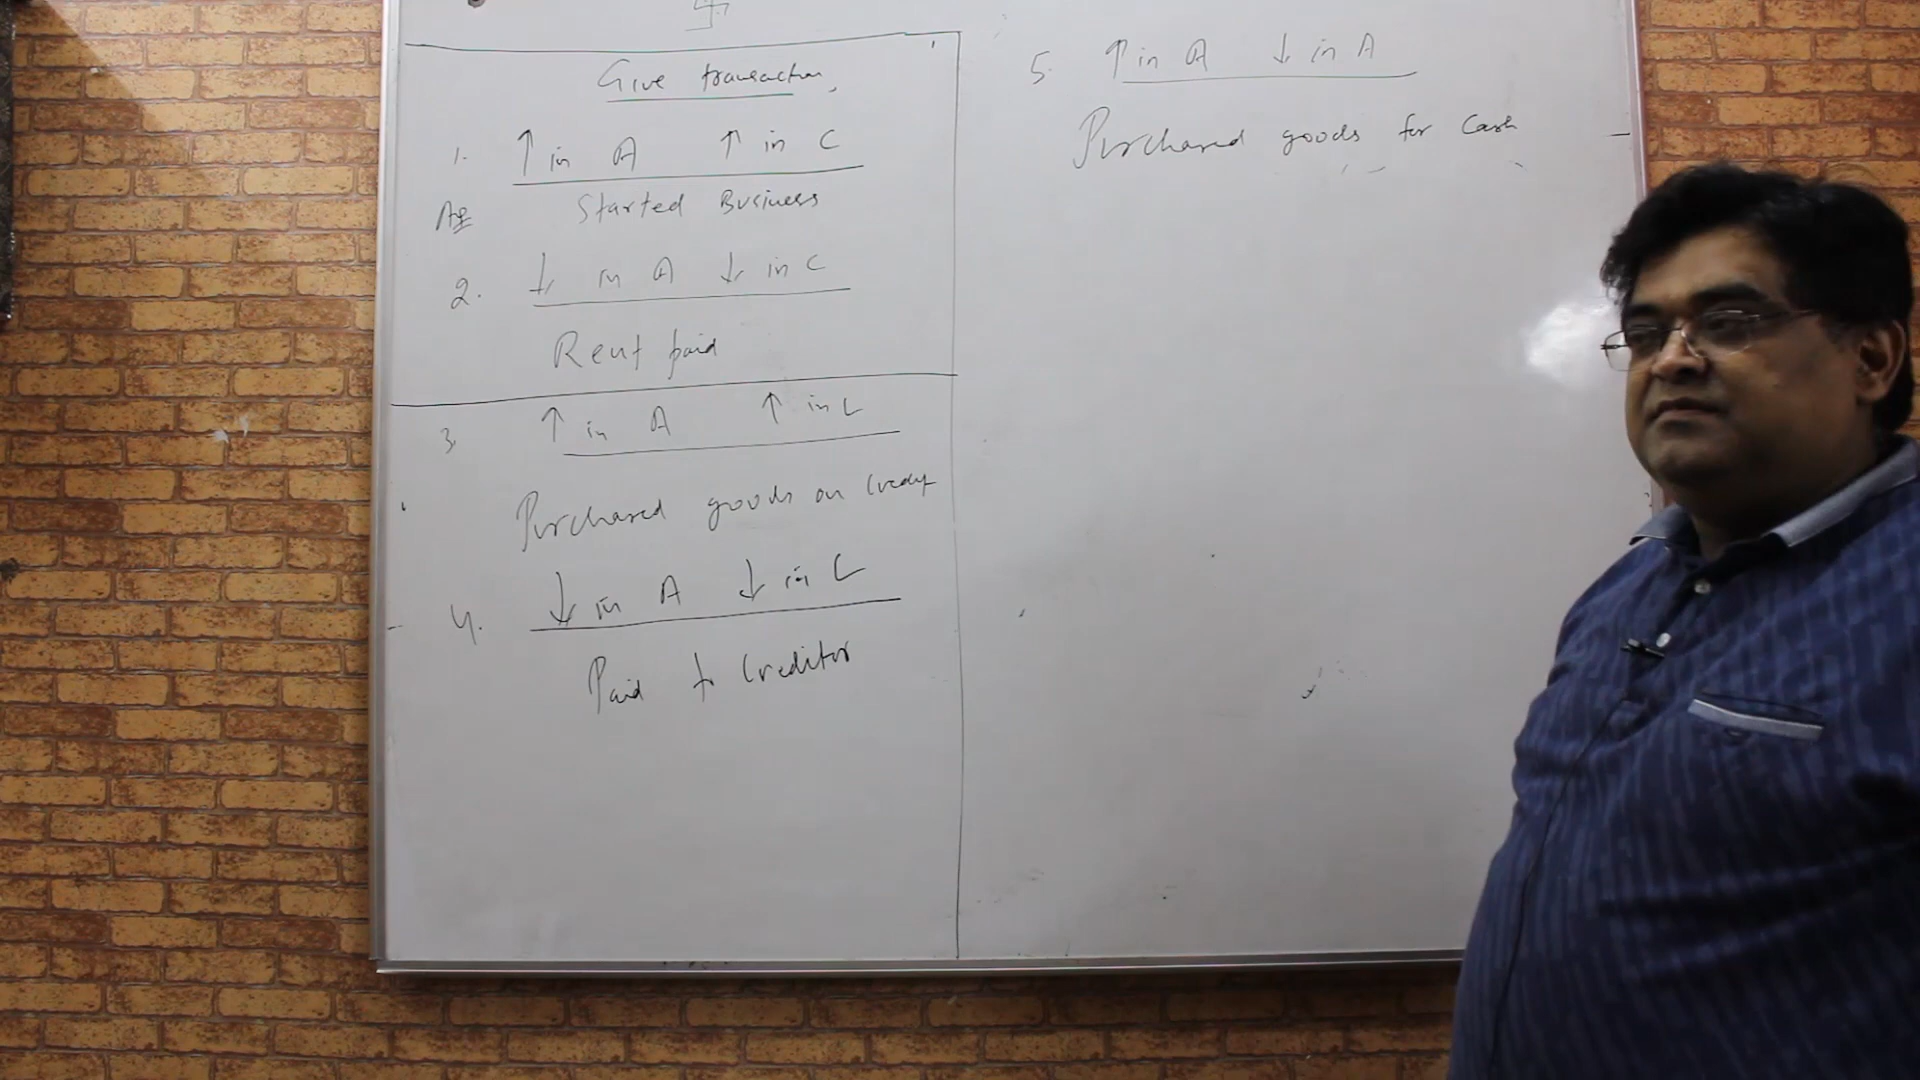 Give transaction
1. ↑ in A ↑ in C
Started Business
2. ↓ in A ↓ in C
Rent paid
3. ↑ in A ↑ in L
Purchased goods on Credit
4. ↓ in A ↓ in L
Paid to Creditor
5. ↑ in A ↓ in A
Purchased goods for Cash